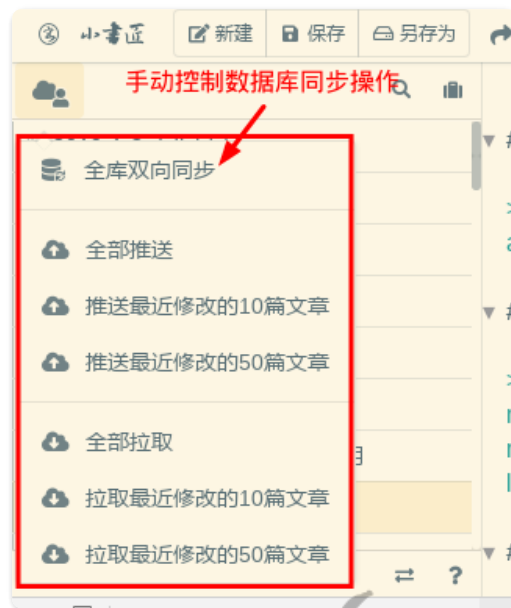 小书匠 新建 保存 另存为
手动控制数据库同步操作
全库双向同步
全部推送
推送最近修改的10篇文章
推送最近修改的50篇文章
全部拉取
拉取最近修改的10篇文章
拉取最近修改的50篇文章
?